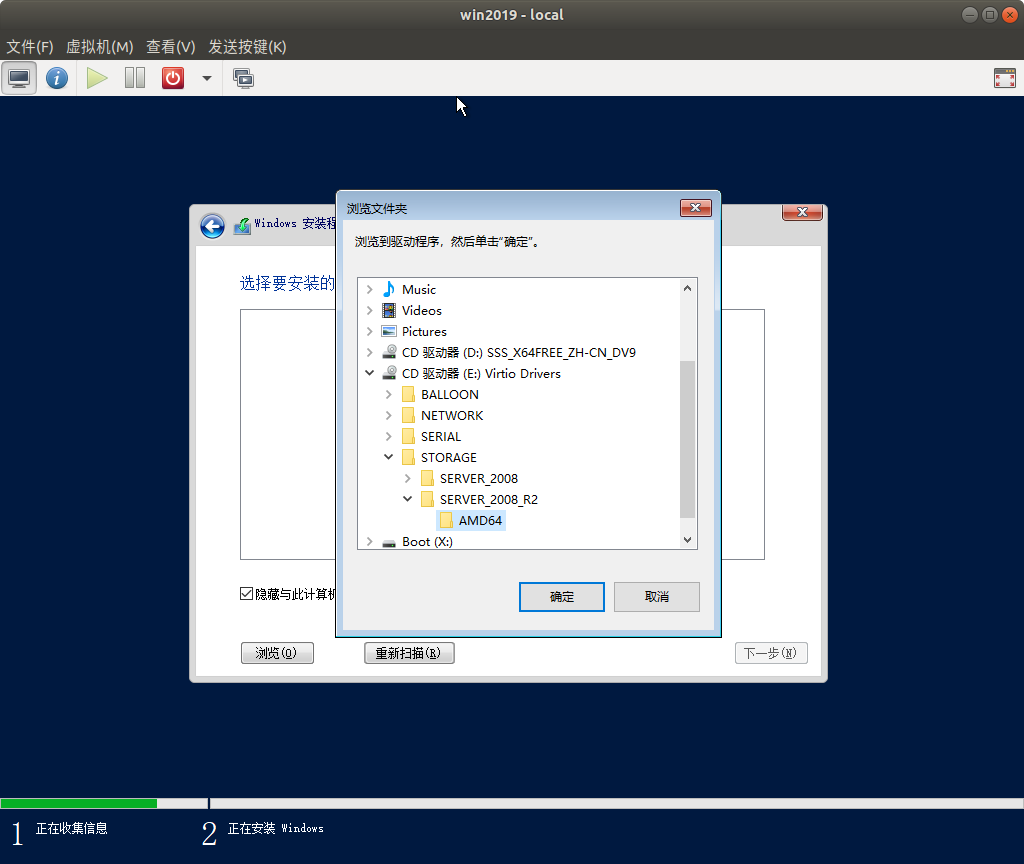 win2019 - local
文件(F) 虚拟机(M) 查看(V) 发送按键(K)
Windows 安装程
选择要安装的
浏览文件夹
浏览到驱动程序，然后单击“确定”。
Music
Videos
Pictures
CD 驱动器 (D:) SSS_X64FREE_ZH-CN_DV9
CD 驱动器 (E:) Virtio Drivers
BALLOON
NETWORK
SERIAL
STORAGE
SERVER_2008
SERVER_2008_R2
AMD64
Boot (X:)
确定 取消
隐藏与此计算机
浏览(O) 重新扫描(R) 下一步(N)
1 正在收集信息 2 正在安装 Windows